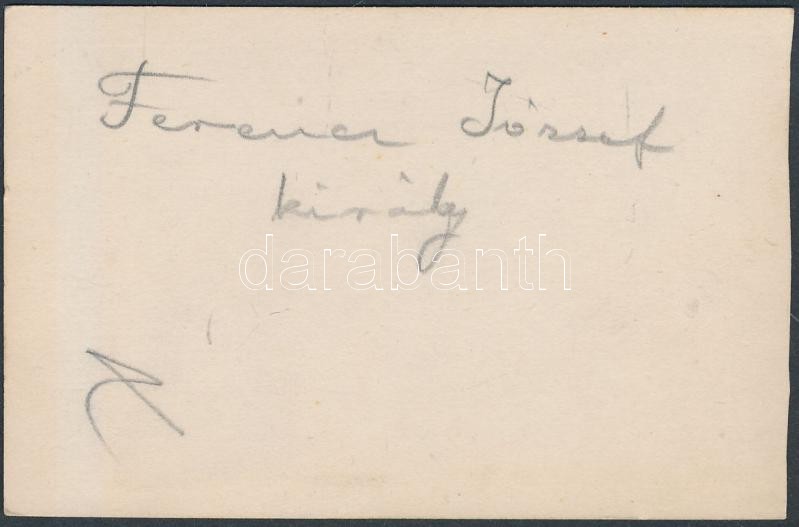 Ferencz József
király
darabanth